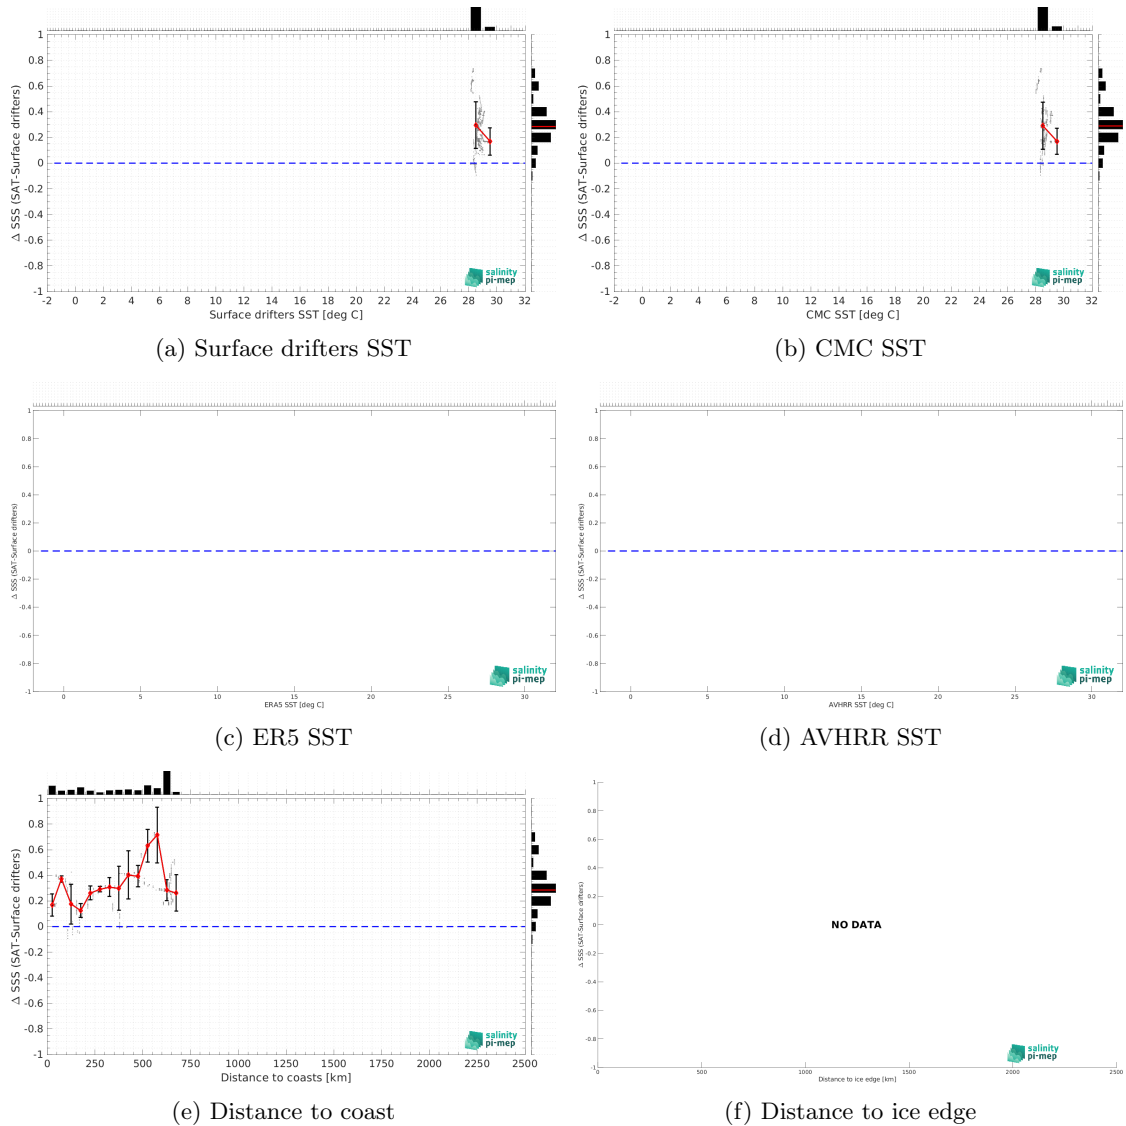 1
0.8
0.6
0.4
0.2
0
-0.2
-0.4
-0.6
-0.8
-1
Δ SSS (SAT-Surface drifters)
-2 0 2 4 6 8 10 12 14 16 18 20 22 24 26 28 30 32
Surface drifters SST [deg C]
salinity
pi-mep
(a) Surface drifters SST
1
0.8
0.6
0.4
0.2
0
-0.2
-0.4
-0.6
-0.8
-1
Δ SSS (SAT-Surface drifters)
-2 0 2 4 6 8 10 12 14 16 18 20 22 24 26 28 30 32
CMC SST [deg C]
salinity
pi-mep
(b) CMC SST
1
0.8
0.6
0.4
0.2
0
-0.2
-0.4
-0.6
-0.8
-1
Δ SSS (SAT-Surface drifters)
0 5 10 15 20 25 30
ERA5 SST [deg C]
salinity
pi-mep
(c) ER5 SST
1
0.8
0.6
0.4
0.2
0
-0.2
-0.4
-0.6
-0.8
-1
Δ SSS (SAT-Surface drifters)
0 5 10 15 20 25 30
AVHRR SST [deg C]
salinity
pi-mep
(d) AVHRR SST
1
0.8
0.6
0.4
0.2
0
-0.2
-0.4
-0.6
-0.8
-1
Δ SSS (SAT-Surface drifters)
0 250 500 750 1000 1250 1500 1750 2000 2250 2500
Distance to coasts [km]
salinity
pi-mep
(e) Distance to coast
1
0.8
0.6
0.4
0.2
0
-0.2
-0.4
-0.6
-0.8
-1
Δ SSS (SAT-Surface drifters)
NO DATA
0 500 1000 1500 2000 2500
Distance to ice edge [km]
salinity
pi-mep
(f) Distance to ice edge